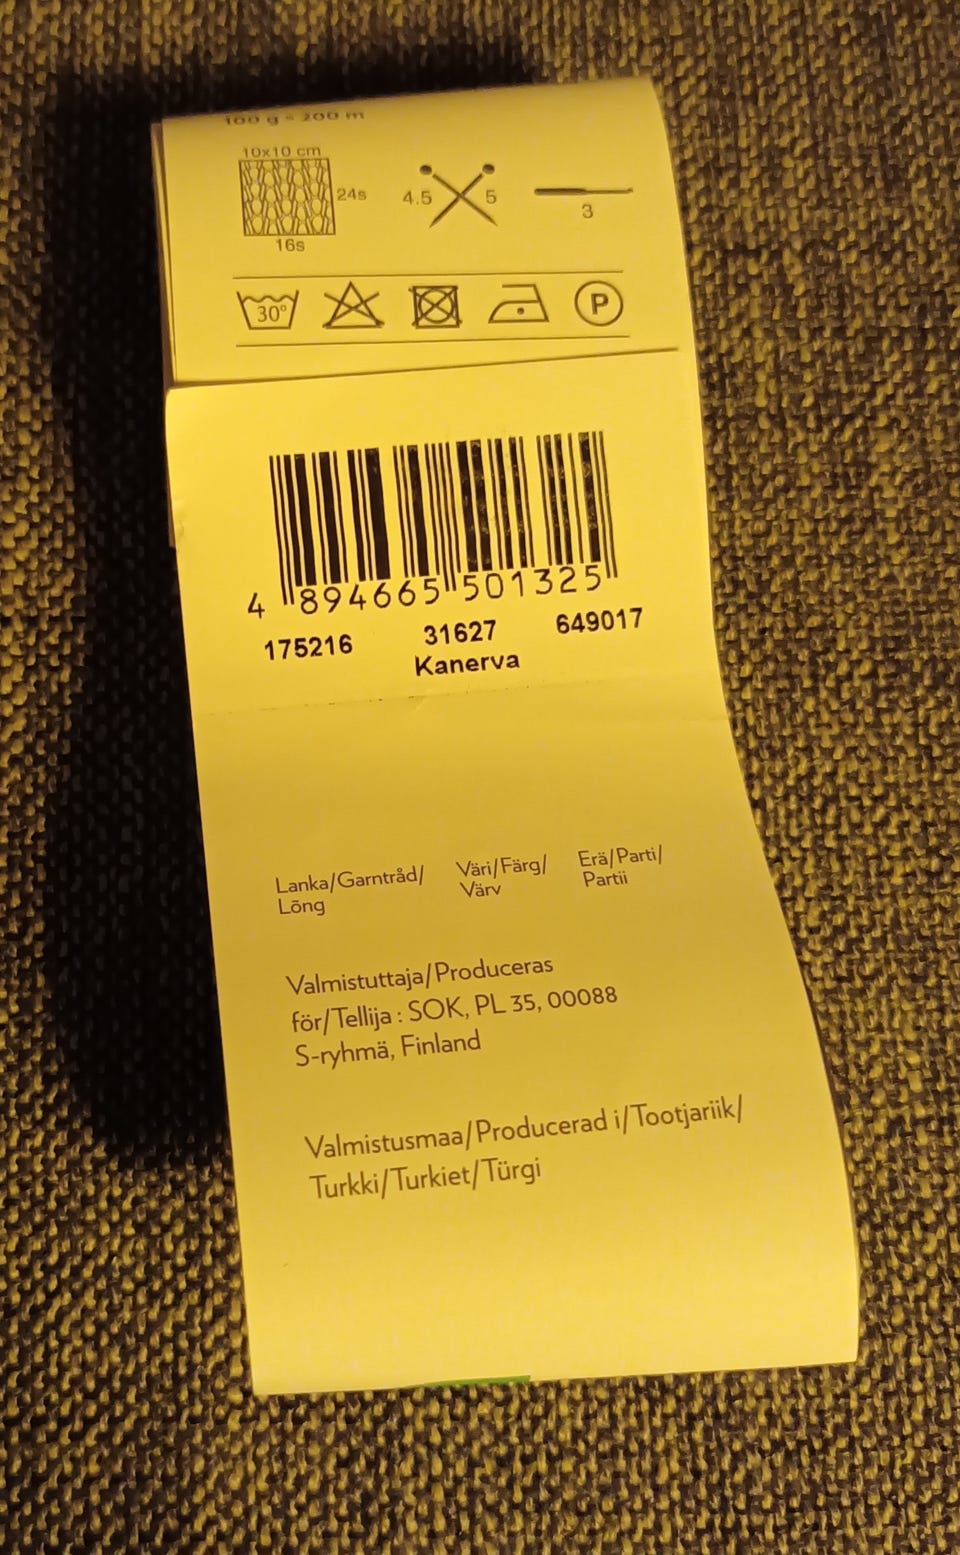 100 g = 200 m
10x10 cm
24s
16s
4.5 5
3
30°
P
4 894665 501325
175216 31627 649017
Kanerva
Lanka/Garntråd/ Väri/Färg/ Erä/Parti/
Lõng Värv Partii
Valmistuttaja/Produceras
för/Tellija : SOK, PL 35, 00088
S-ryhmä, Finland
Valmistusmaa/Producerad i/Tootjariik/
Turkki/Turkiet/Türgi